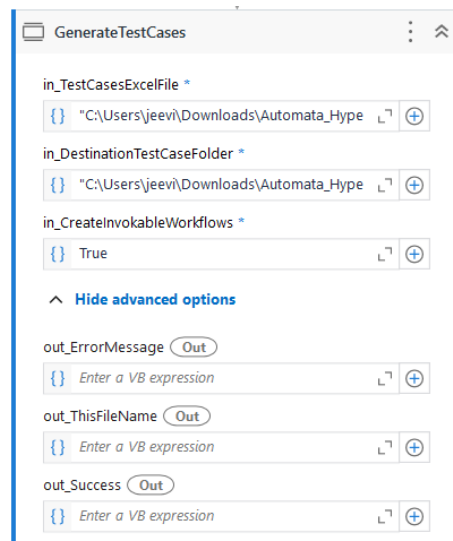 GenerateTestCases
in_TestCasesExcelFile *
{} "C:\Users\jeevi\Downloads\Automata_Hype
in_DestinationTestCaseFolder *
{} "C:\Users\jeevi\Downloads\Automata_Hype
in_CreateInvokableWorkflows *
{} True
Hide advanced options
out_ErrorMessage Out
{} Enter a VB expression
out_ThisFileName Out
{} Enter a VB expression
out_Success Out
{} Enter a VB expression